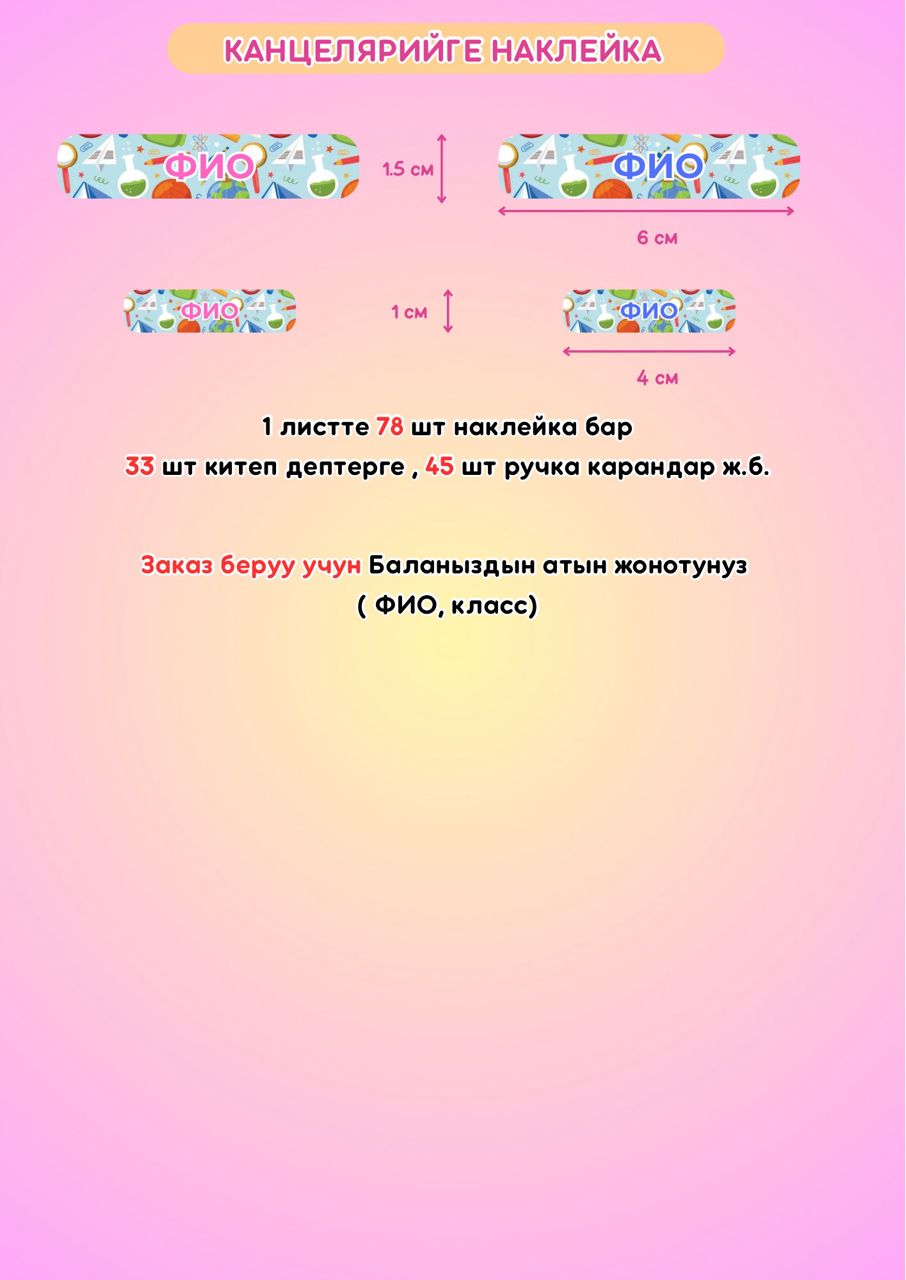 КАНЦЕЛЯРИЙГЕ НАКЛЕЙКА
ФИО
1.5 см
ФИО
6 см
ФИО
1 см
ФИО
4 см
1 листте 78 шт наклейка бар
33 шт китеп дептерге , 45 шт ручка карандар ж.б.
Заказ беруу учун Баланыздын атын жонотунуз
( ФИО, класс)